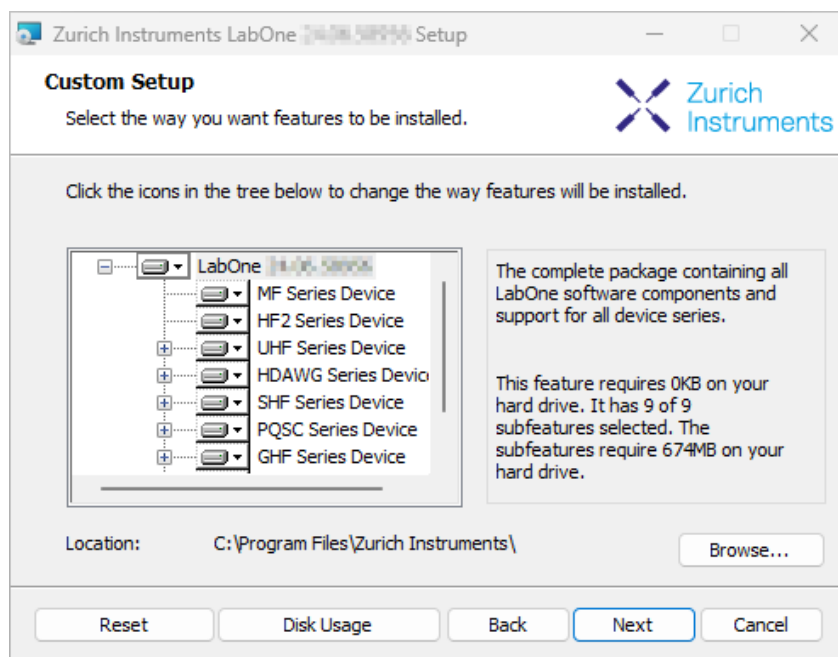 Zurich Instruments LabOne Setup
Custom Setup
Select the way you want features to be installed.
Zurich
Instruments
Click the icons in the tree below to change the way features will be installed.
LabOne
MF Series Device
HF2 Series Device
UHF Series Device
HDAWG Series Devic
SHF Series Device
PQSC Series Device
GHF Series Device
The complete package containing all
LabOne software components and
support for all device series.
This feature requires 0KB on your
hard drive. It has 9 of 9
subfeatures selected. The
subfeatures require 674MB on your
hard drive.
Location: C:\Program Files\Zurich Instruments\
Browse...
Reset Disk Usage Back Next Cancel